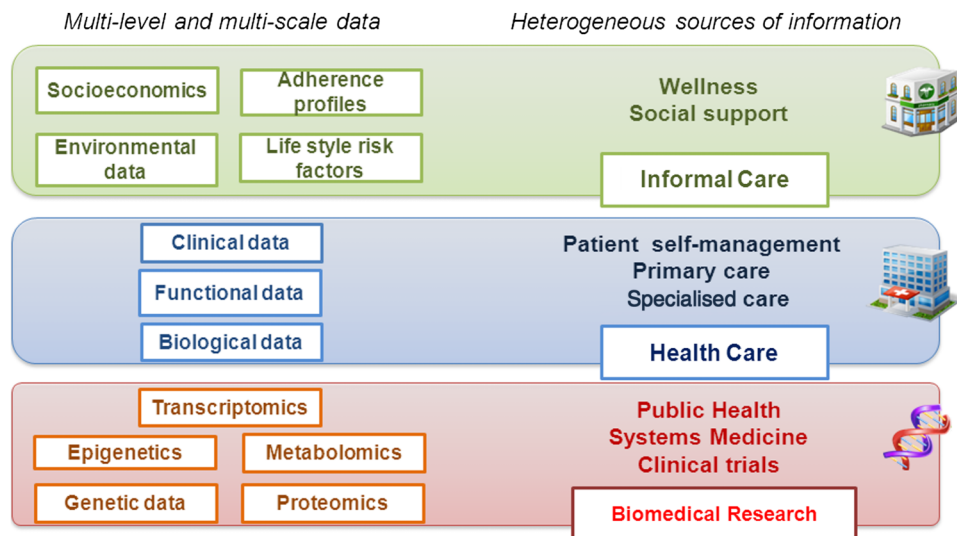 Multi-level and multi-scale data
Heterogeneous sources of information
Socioeconomics
Adherence
profiles
Environmental
data
Life style risk
factors
Wellness
Social support
Informal Care
Clinical data
Functional data
Biological data
Patient self-management
Primary care
Specialised care
Health Care
Transcriptomics
Epigenetics
Metabolomics
Genetic data
Proteomics
Public Health
Systems Medicine
Clinical trials
Biomedical Research